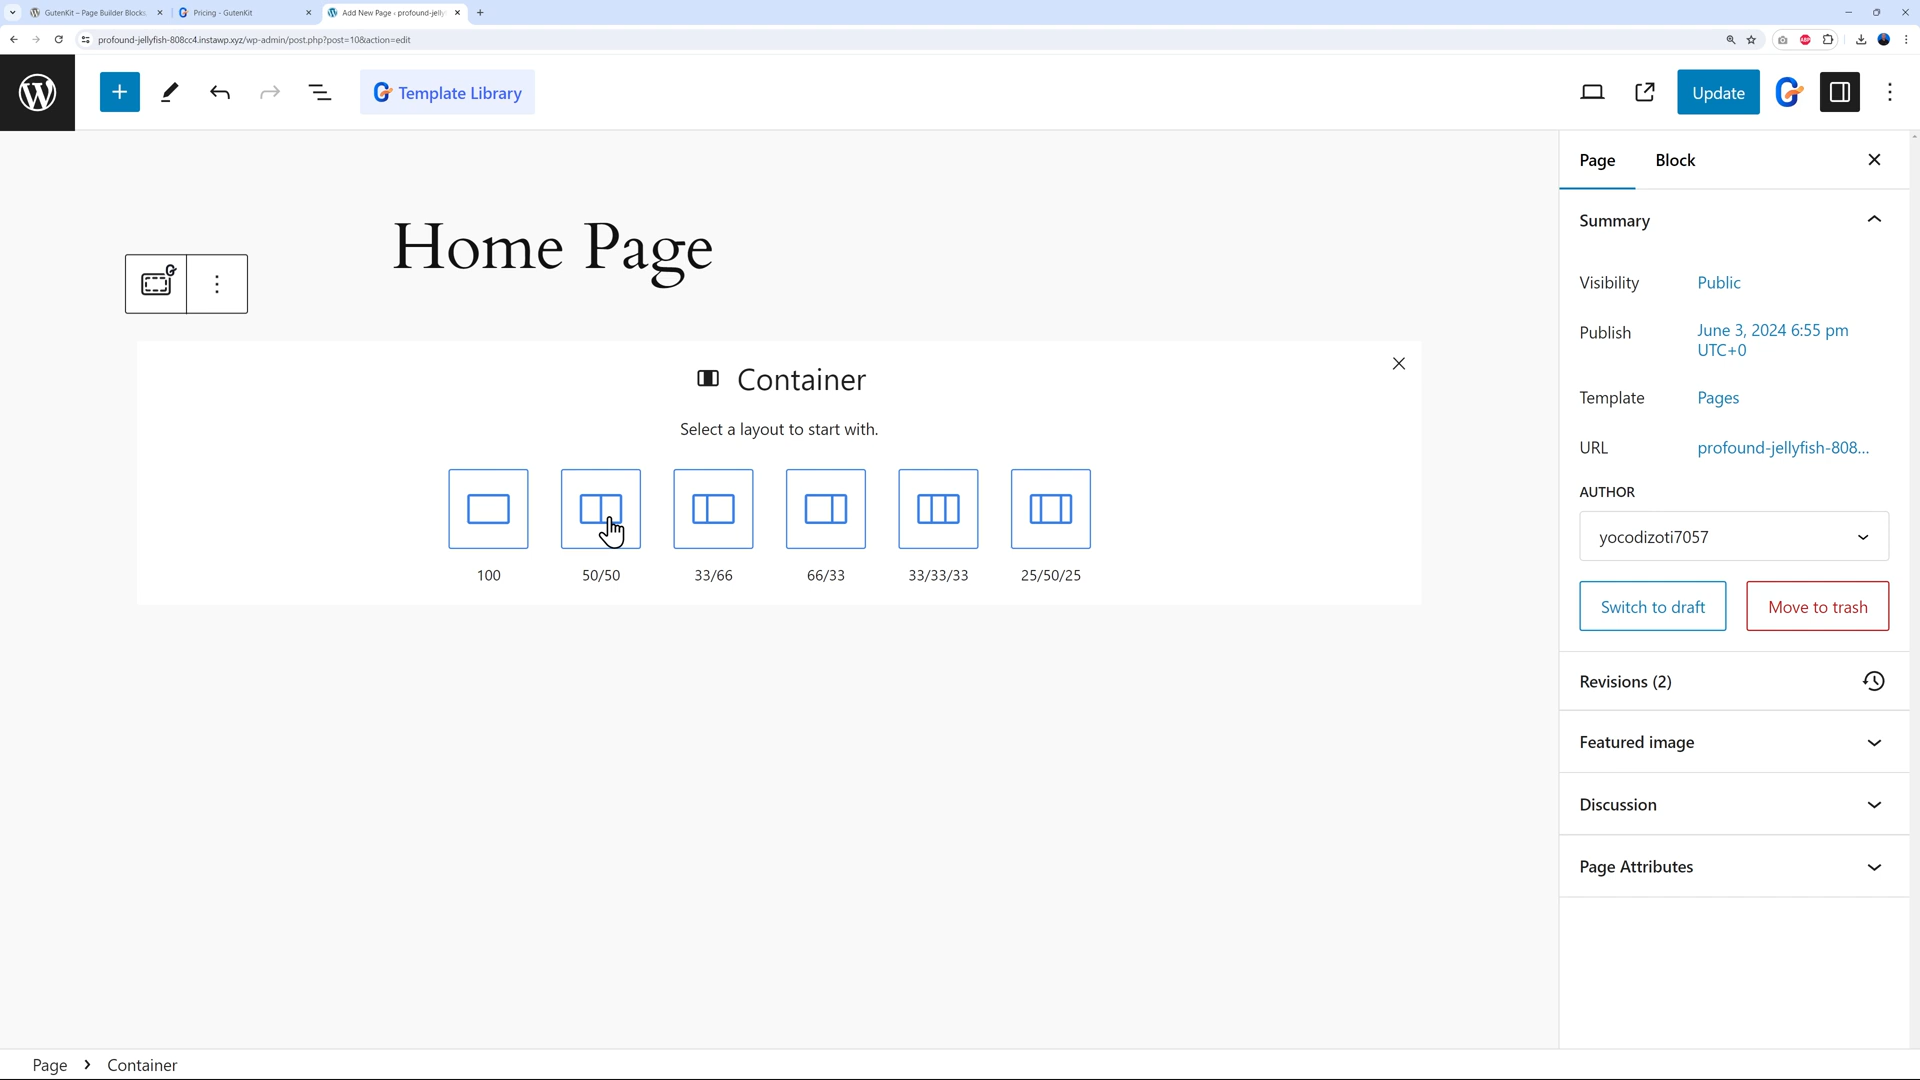 GutenKit – Page Builder Blocks
Pricing - GutenKit
Add New Page ‹ profound-jelly
profound-jellyfish-808cc4.instawp.xyz/wp-admin/post.php?post=10&action=edit
Template Library
Update
Page
Block
Summary
Visibility
Public
Publish
June 3, 2024 6:55 pm
UTC+0
Template
Pages
URL
profound-jellyfish-808...
AUTHOR
yocodizoti7057
Switch to draft
Move to trash
Revisions (2)
Featured image
Discussion
Page Attributes
Home Page
Container
Select a layout to start with.
100
50/50
33/66
66/33
33/33/33
25/50/25
Page
Container